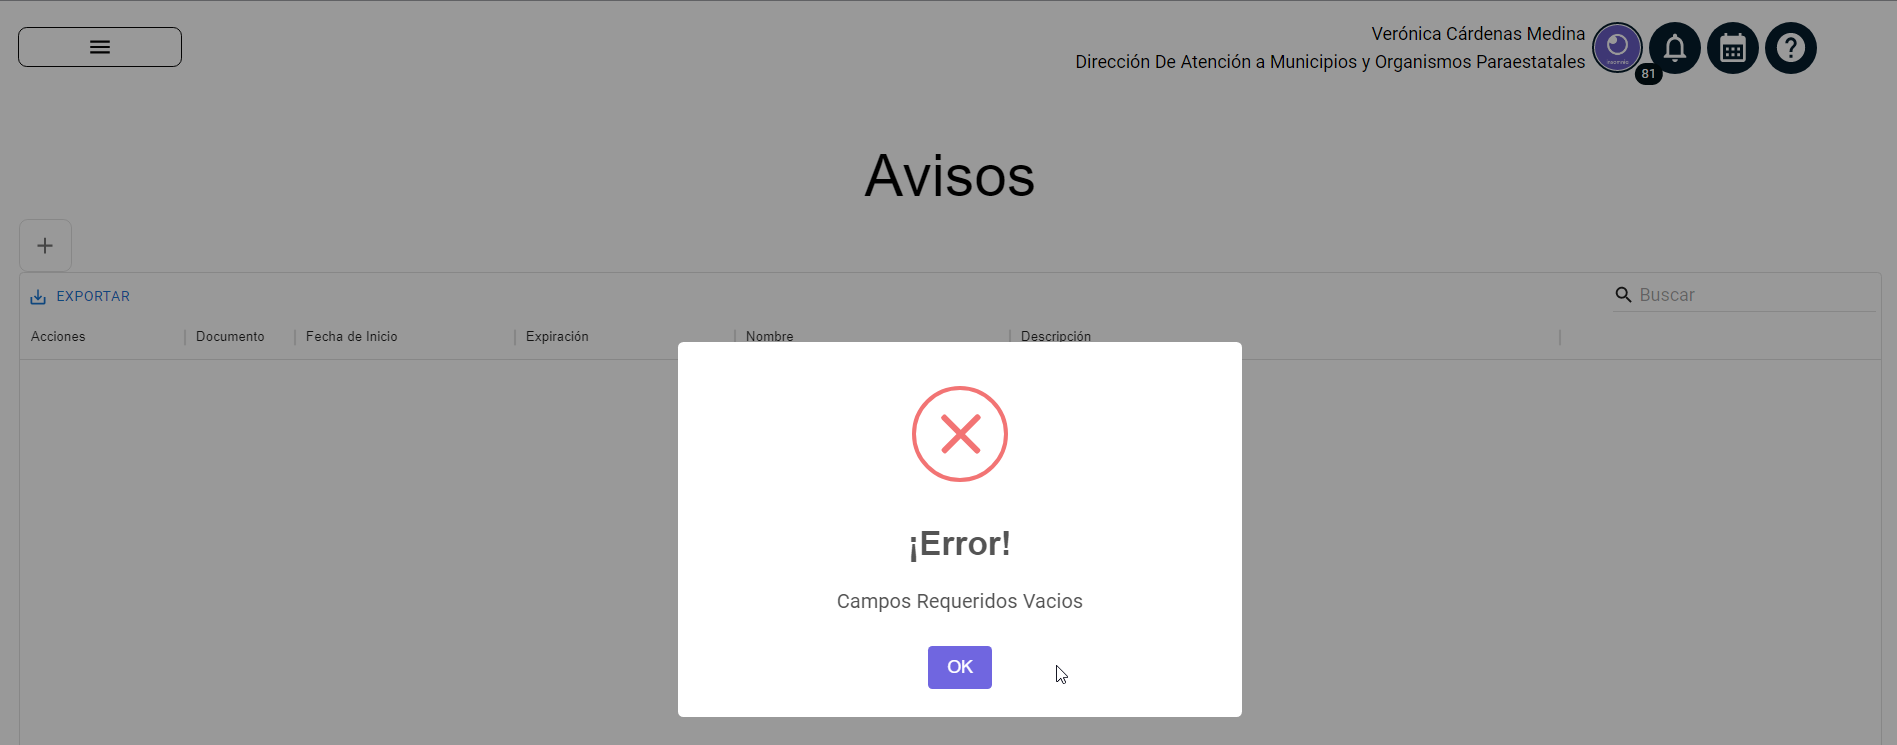 Verónica Cárdenas Medina
Dirección De Atención a Municipios y Organismos Paraestatales
81
Avisos
EXPORTAR
Buscar
Acciones
Documento
Fecha de Inicio
Expiración
Nombre
Descripción
¡Error!
Campos Requeridos Vacios
OK